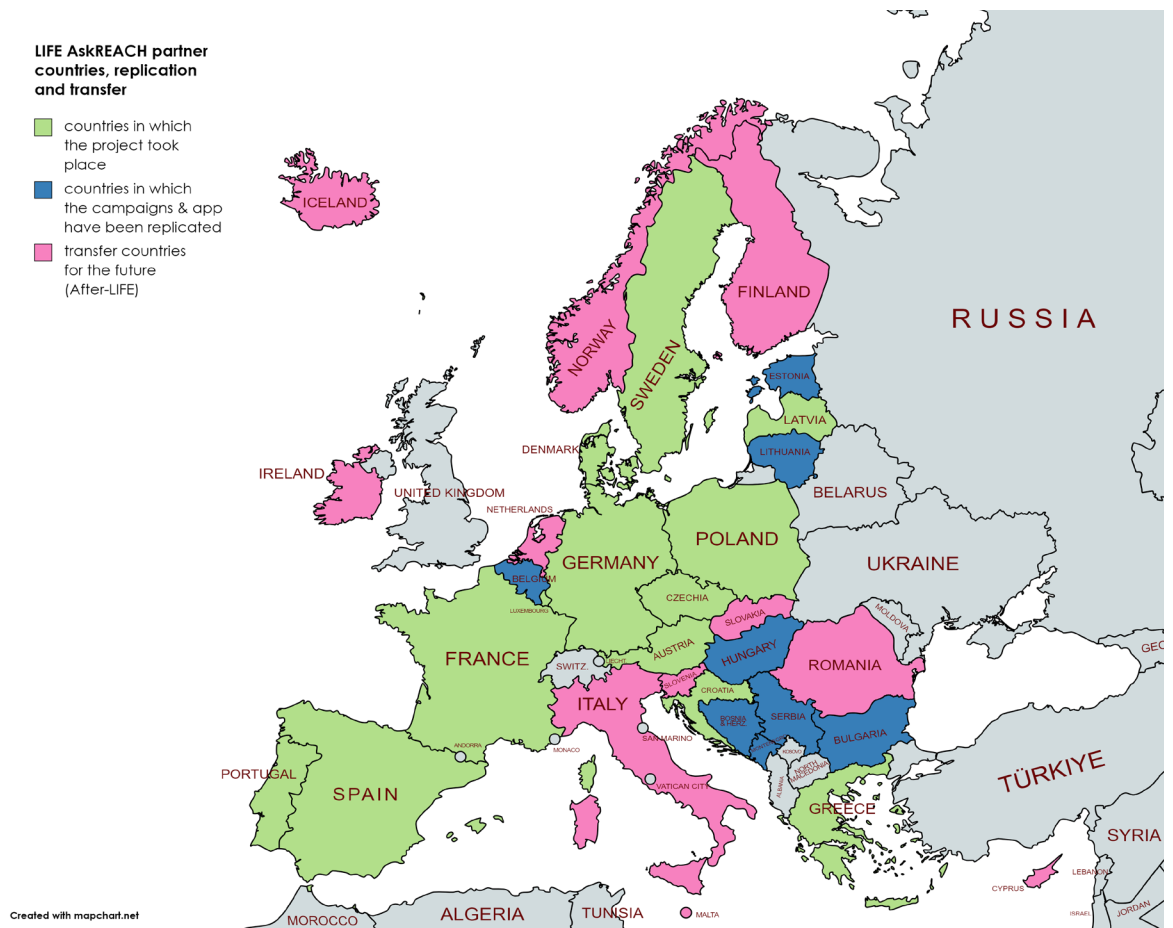 LIFE AskREACH partner
countries, replication
and transfer
countries in which
the project took
place
countries in which
the campaigns & app
have been replicated
transfer countries
for the future
(After-LIFE)
ICELAND
NORWAY
SWEDEN
FINLAND
RUSSIA
ESTONIA
LATVIA
LITHUANIA
DENMARK
IRELAND
UNITED KINGDOM
NETHERLANDS
BELARUS
POLAND
GERMANY
BELGIUM
LUXEMBOURG
CZECHIA
UKRAINE
SLOVAKIA
MOLDOVA
FRANCE
SWITZ.
LIECHT.
AUSTRIA
HUNGARY
ROMANIA
SLOVENIA
CROATIA
ITALY
BOSNIA
& HERZ.
SERBIA
BULGARIA
MONTENEGRO
KOSOVO
NORTH
MACEDONIA
ALBANIA
SAN MARINO
MONACO
ANDORRA
VATICAN CITY
PORTUGAL
SPAIN
GREECE
TÜRKIYE
GEO
SYRIA
CYPRUS
LEBANON
ISRAEL
JORDAN
MALTA
MOROCCO
ALGERIA
TUNISIA
Created with mapchart.net